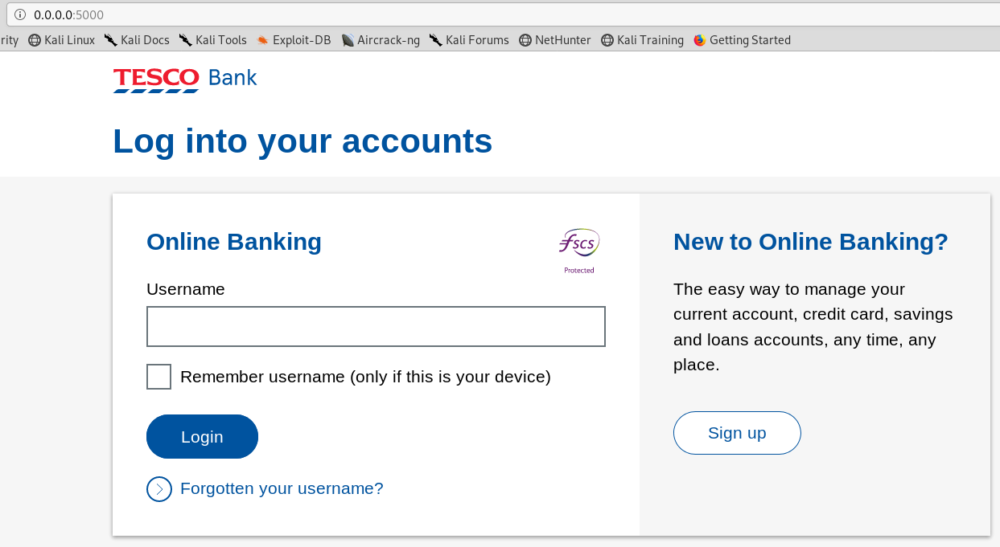 0.0.0.0:5000
rity Kali Linux Kali Docs Kali Tools Exploit-DB Aircrack-ng Kali Forums NetHunter Kali Training Getting Started
TESCO Bank
Log into your accounts
Online Banking
fscs
Protected
Username
Remember username (only if this is your device)
Login
Forgotten your username?
New to Online Banking?
The easy way to manage your
current account, credit card, savings
and loans accounts, any time, any
place.
Sign up